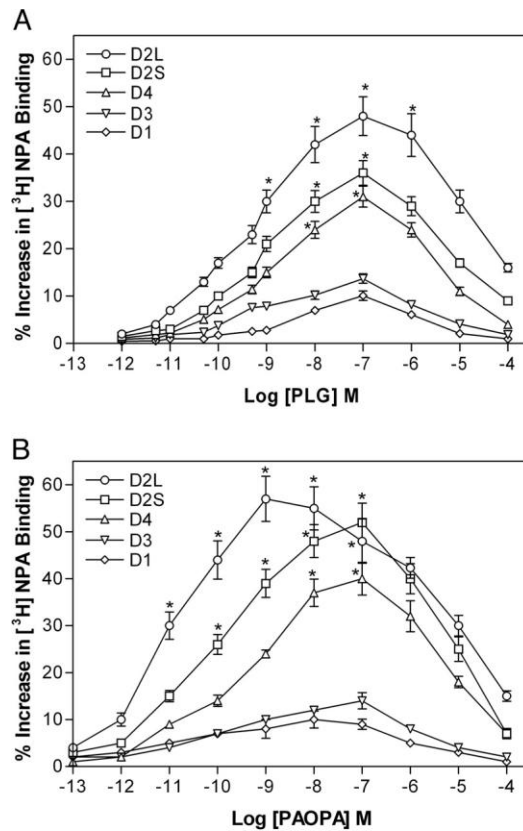 A
% Increase in [³H] NPA Binding
60
50
40
30
20
10
0
D2L
D2S
D4
D3
D1
* * * * * * * * *
-13 -12 -11 -10 -9 -8 -7 -6 -5 -4
Log [PLG] M
B
% Increase in [³H] NPA Binding
60
50
40
30
20
10
0
D2L
D2S
D4
D3
D1
* * * * * * * * * * *
-13 -12 -11 -10 -9 -8 -7 -6 -5 -4
Log [PAOPA] M